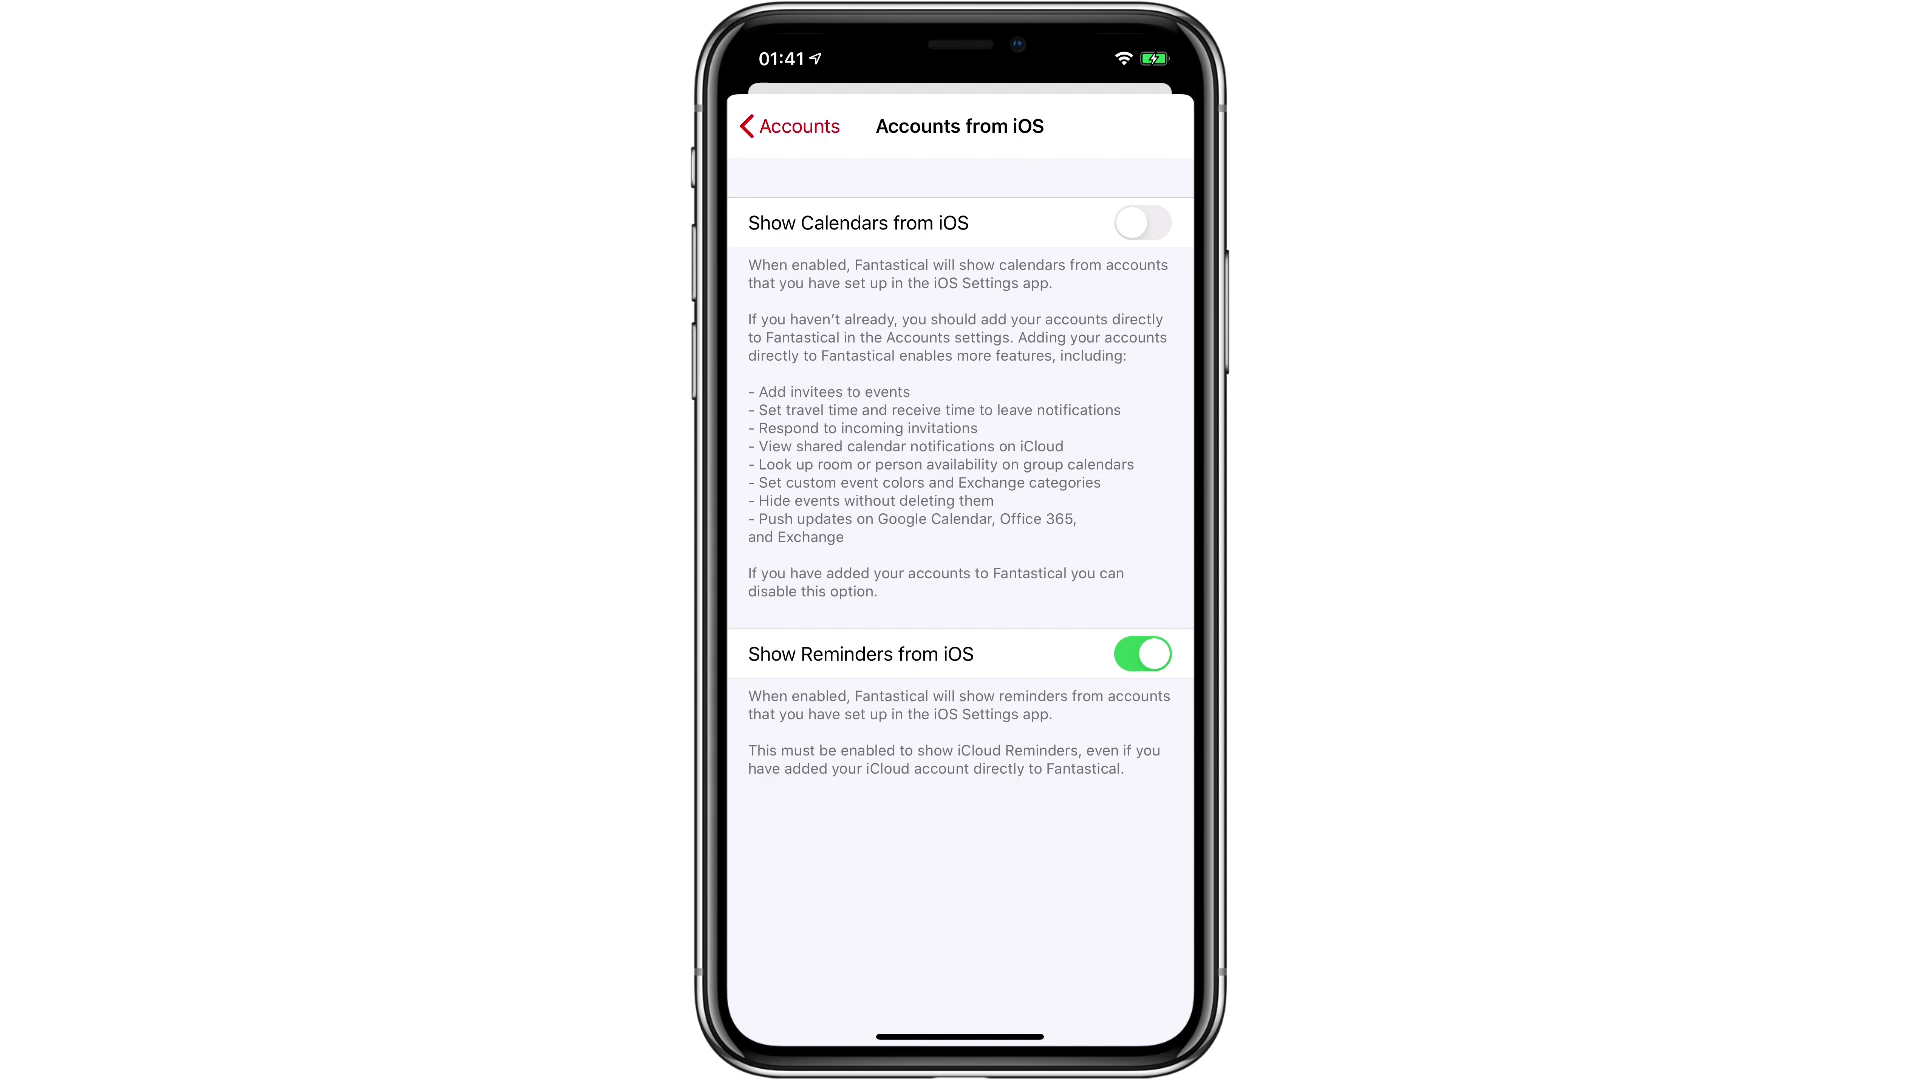 01:41
Accounts
Accounts from iOS
Show Calendars from iOS
When enabled, Fantastical will show calendars from accounts
that you have set up in the iOS Settings app.
If you haven't already, you should add your accounts directly
to Fantastical in the Accounts settings. Adding your accounts
directly to Fantastical enables more features, including:
- Add invitees to events
- Set travel time and receive time to leave notifications
- Respond to incoming invitations
- View shared calendar notifications on iCloud
- Look up room or person availability on group calendars
- Set custom event colors and Exchange categories
- Hide events without deleting them
- Push updates on Google Calendar, Office 365,
and Exchange
If you have added your accounts to Fantastical you can
disable this option.
Show Reminders from iOS
When enabled, Fantastical will show reminders from accounts
that you have set up in the iOS Settings app.
This must be enabled to show iCloud Reminders, even if you
have added your iCloud account directly to Fantastical.